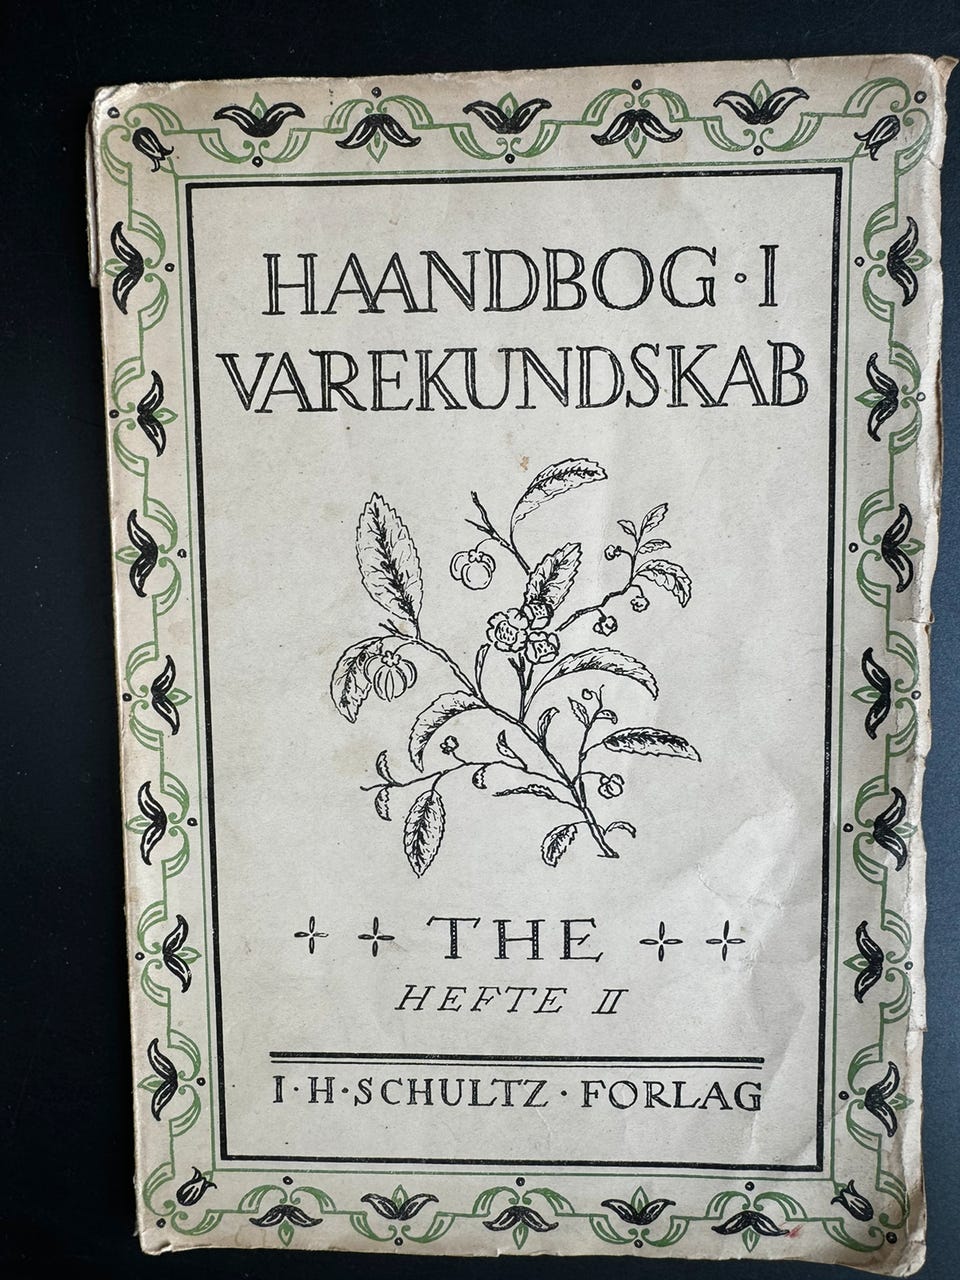 HAANDBOG · I
VAREKUNDSKAB
THE
HEFTE II
I · H · SCHULTZ · FORLAG